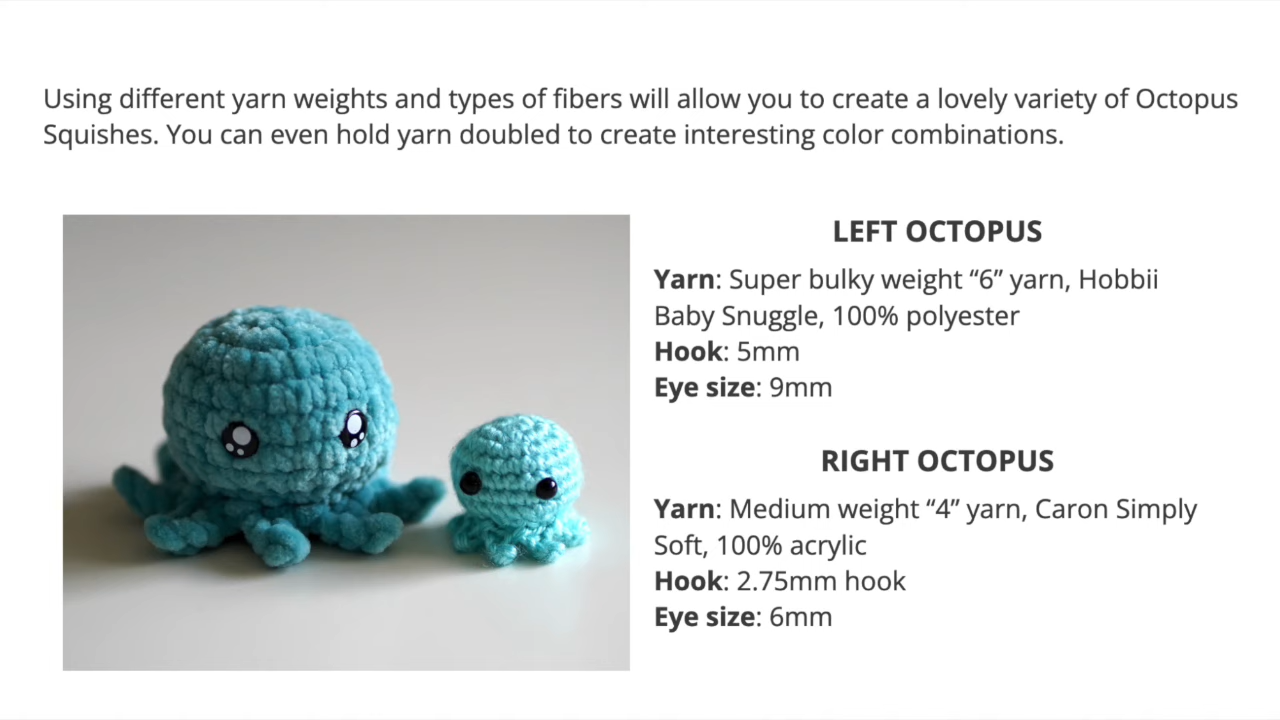 Using different yarn weights and types of fibers will allow you to create a lovely variety of Octopus
Squishes. You can even hold yarn doubled to create interesting color combinations.
LEFT OCTOPUS
Yarn: Super bulky weight “6” yarn, Hobbii
Baby Snuggle, 100% polyester
Hook: 5mm
Eye size: 9mm
RIGHT OCTOPUS
Yarn: Medium weight “4” yarn, Caron Simply
Soft, 100% acrylic
Hook: 2.75mm hook
Eye size: 6mm